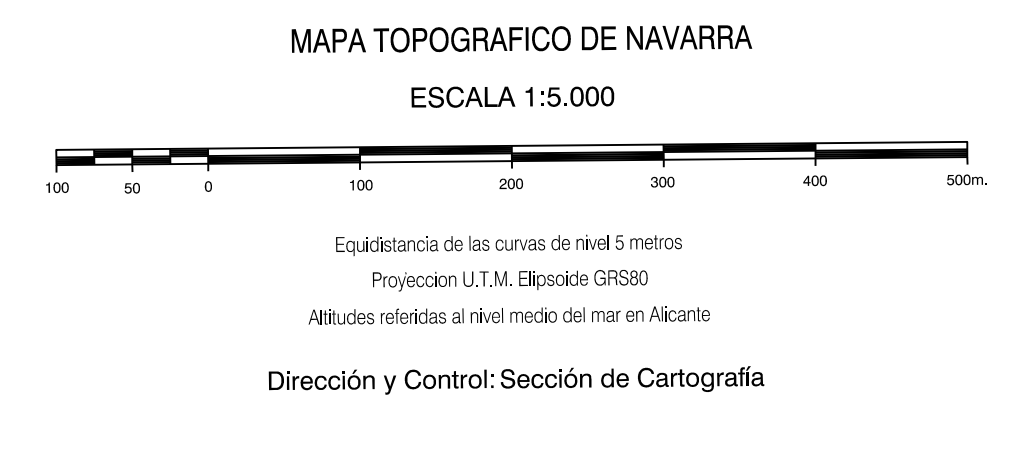 MAPA TOPOGRAFICO DE NAVARRA
ESCALA 1:5.000
100 50 0 100 200 300 400 500m.
Equidistancia de las curvas de nivel 5 metros
Proyeccion U.T.M. Elipsoide GRS80
Altitudes referidas al nivel medio del mar en Alicante
Dirección y Control: Sección de Cartografía